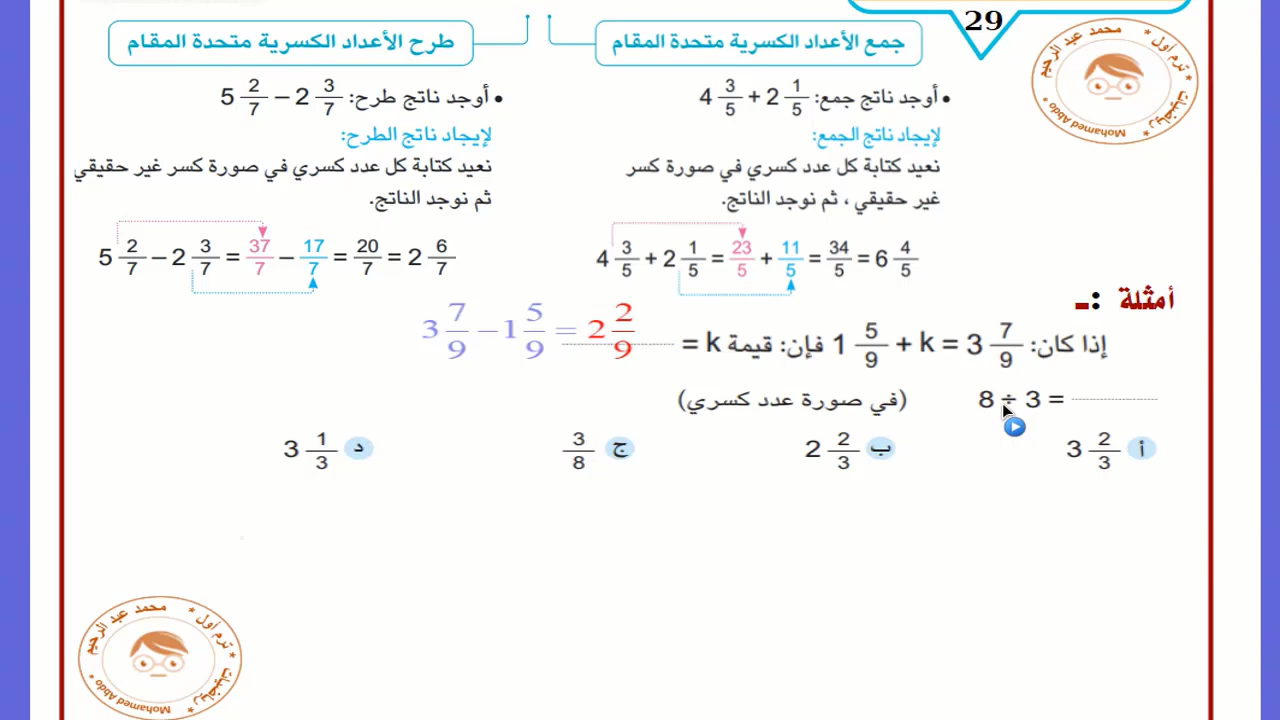 29
جمع الأعداد الكسرية متحدة المقام
• أوجد ناتج جمع: 4 3/5 + 2 1/5
لإيجاد ناتج الجمع:
نعيد كتابة كل عدد كسري في صورة كسر
غير حقيقي ، ثم نوجد الناتج.
4 3/5 + 2 1/5 = 23/5 + 11/5 = 34/5 = 6 4/5
طرح الأعداد الكسرية متحدة المقام
• أوجد ناتج طرح: 5 2/7 − 2 3/7
لإيجاد ناتج الطرح:
نعيد كتابة كل عدد كسري في صورة كسر غير حقيقي
ثم نوجد الناتج.
5 2/7 − 2 3/7 = 37/7 − 17/7 = 20/7 = 2 6/7
أمثلة :ـ
إذا كان: 1 5/9 + k = 3 7/9 فإن: قيمة k = 3 7/9 − 1 5/9 = 2 2/9
8 ÷ 3 = (في صورة عدد كسري)
أ 3 2/3 ب 2 2/3 ج 3/8 د 3 1/3
محمد عبد الرحيم * ترم أول * رياضيات * Mohamed Abdo
محمد عبد الرحيم * ترم أول * رياضيات * Mohamed Abdo